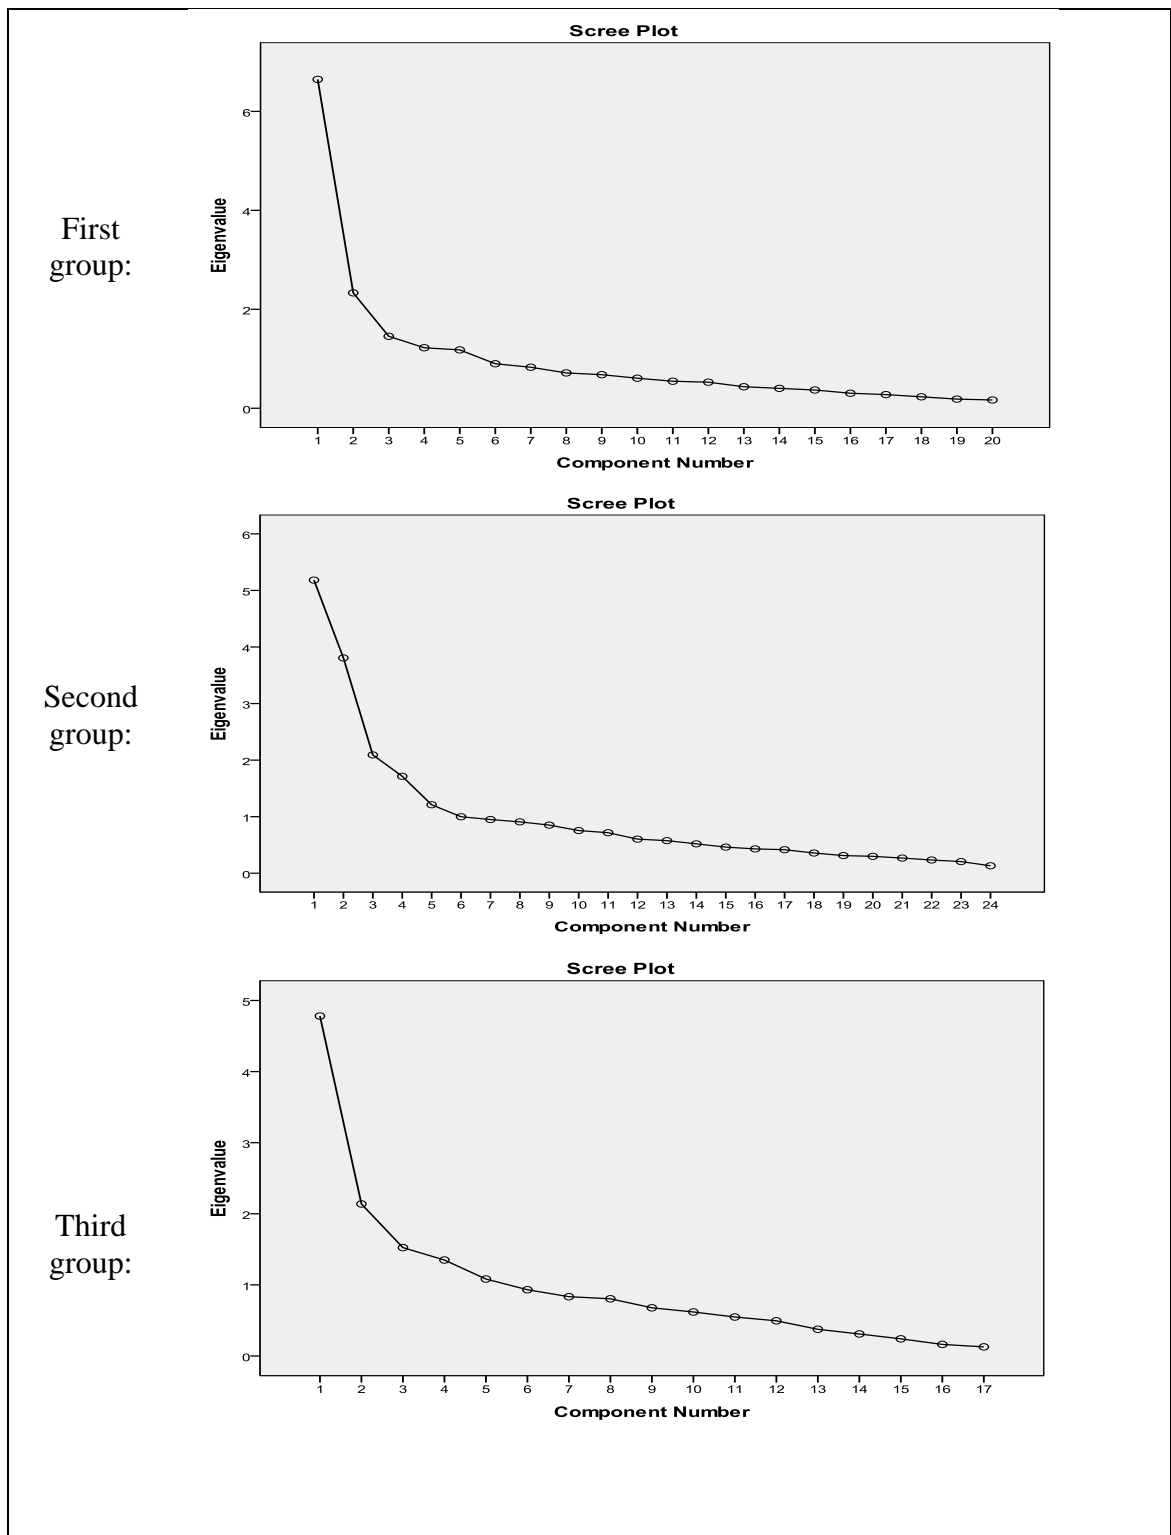 Scree Plot
First
group:
Eigenvalue
6
4
2
0
1 2 3 4 5 6 7 8 9 10 11 12 13 14 15 16 17 18 19 20
Component Number
Scree Plot
Second
group:
Eigenvalue
6
5
4
3
2
1
0
1 2 3 4 5 6 7 8 9 10 11 12 13 14 15 16 17 18 19 20 21 22 23 24
Component Number
Scree Plot
Third
group:
Eigenvalue
5
4
3
2
1
0
1 2 3 4 5 6 7 8 9 10 11 12 13 14 15 16 17
Component Number